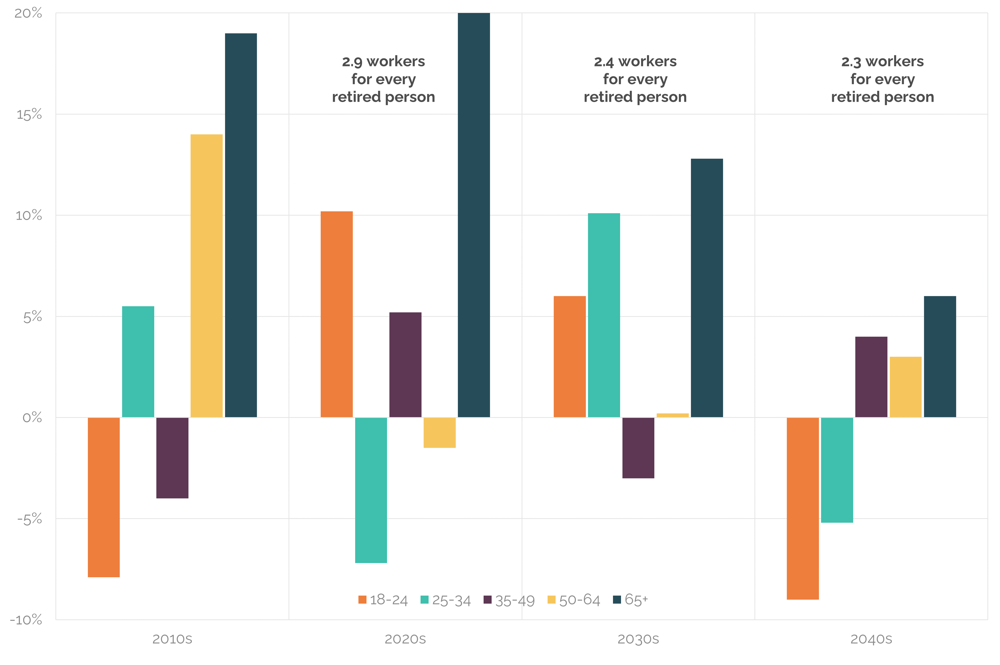 20%
2.9 workers
for every
retired person
2.4 workers
for every
retired person
2.3 workers
for every
retired person
15%
10%
5%
0%
-5%
18-24 25-34 35-49 50-64 65+
-10%
2010s 2020s 2030s 2040s